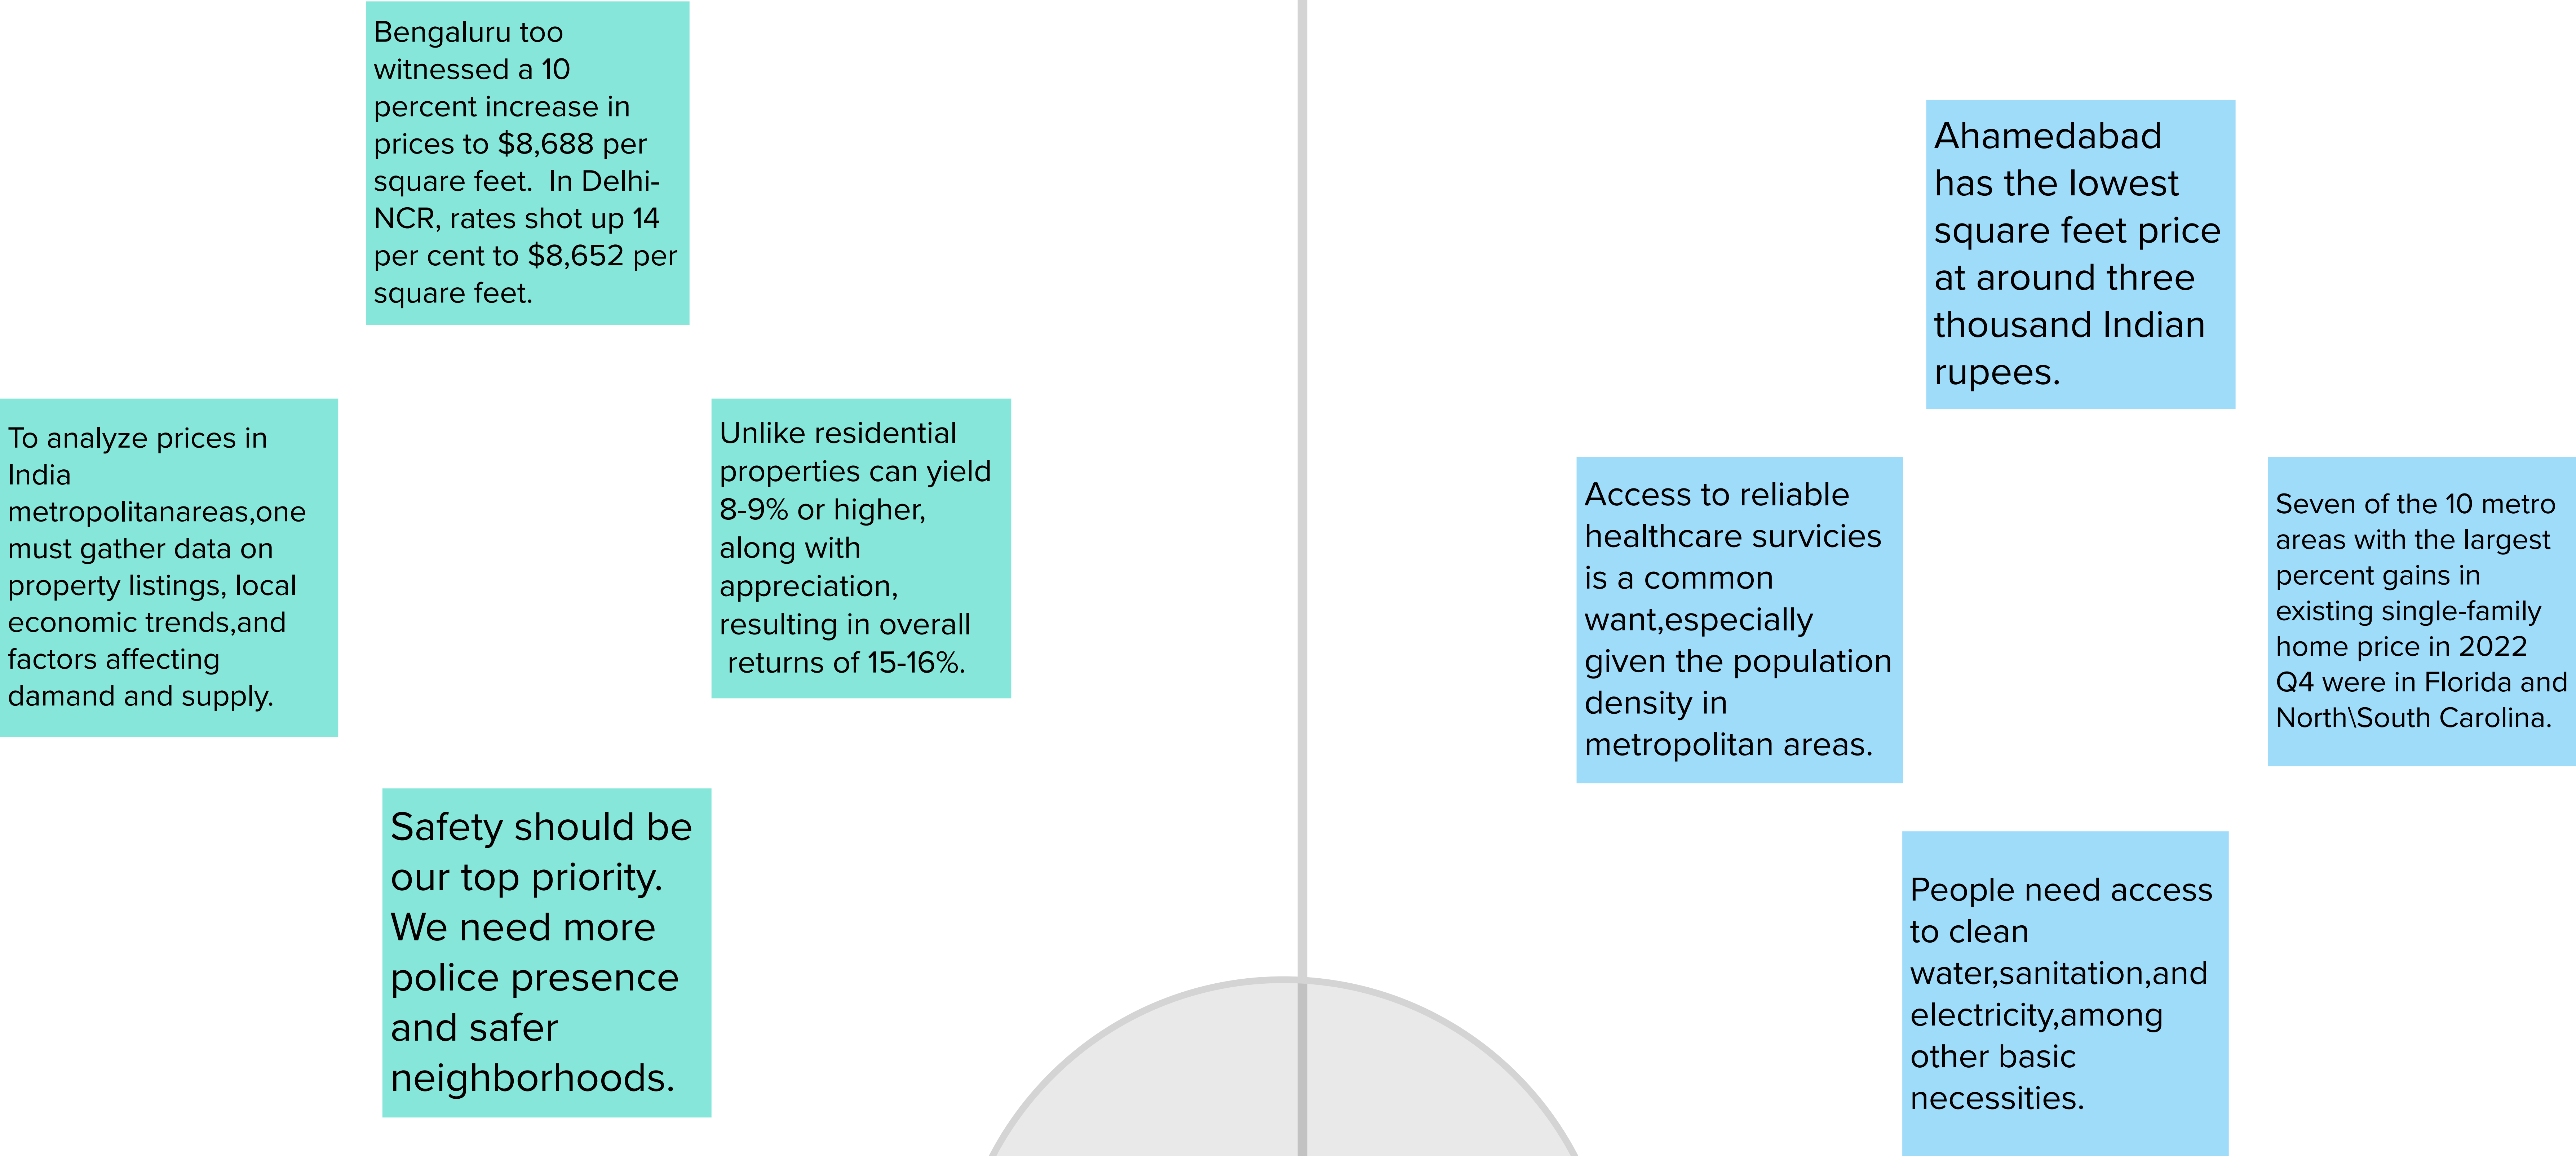 Bengaluru too
witnessed a 10
percent increase in
prices to $8,688 per
square feet.  In Delhi-
NCR, rates shot up 14
per cent to $8,652 per
square feet.
To analyze prices in
India
metropolitanareas,one
must gather data on
property listings, local
economic trends,and
factors affecting
damand and supply.
Unlike residential
properties can yield
8-9% or higher,
along with
appreciation,
resulting in overall
returns of 15-16%.
Safety should be
our top priority.
We need more
police presence
and safer
neighborhoods.
Ahamedabad
has the lowest
square feet price
at around three
thousand Indian
rupees.
Access to reliable
healthcare survicies
is a common
want,especially
given the population
density in
metropolitan areas.
Seven of the 10 metro
areas with the largest
percent gains in
existing single-family
home price in 2022
Q4 were in Florida and
North\South Carolina.
People need access
to clean
water,sanitation,and
electricity,among
other basic
necessities.